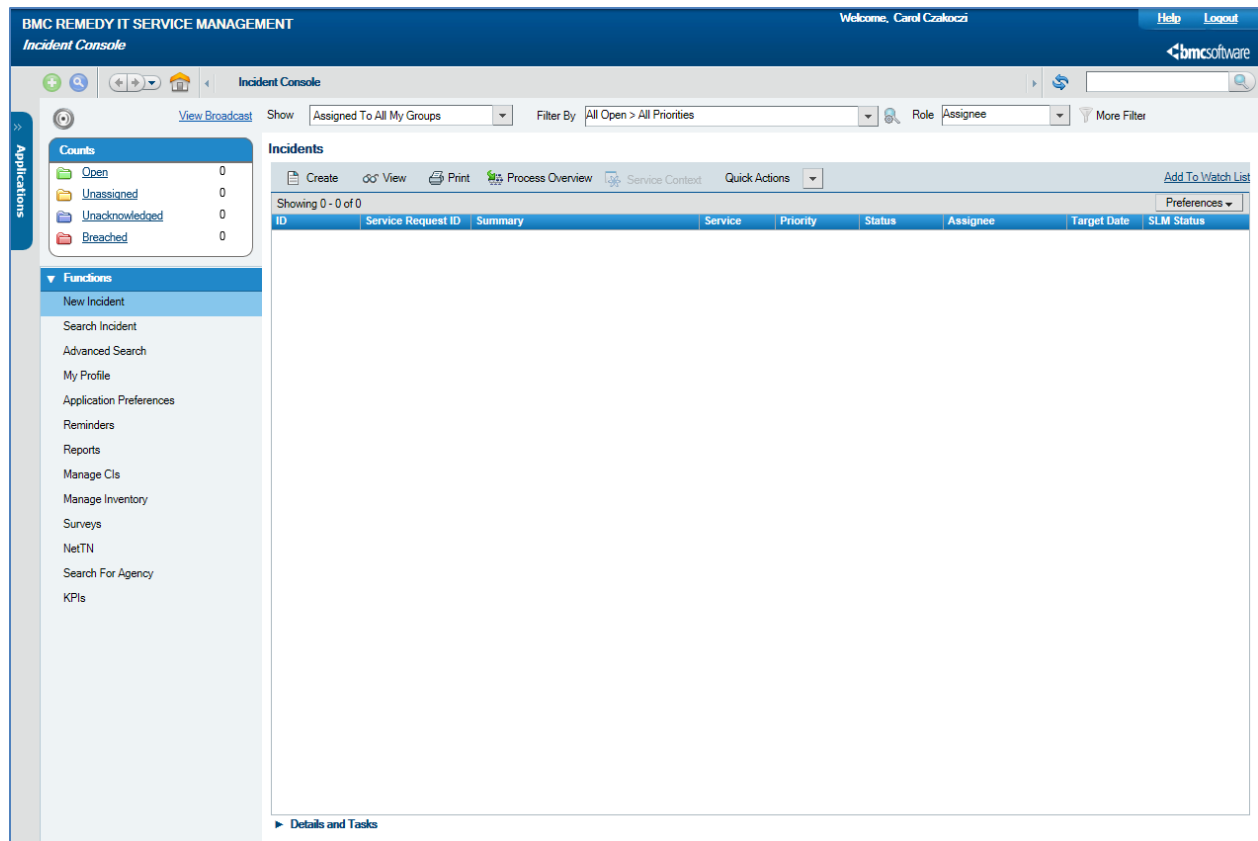 BMC REMEDY IT SERVICE MANAGEMENT
Welcome, Carol Czakoczi
Help Logout
Incident Console
bmcsoftware
Incident Console
View Broadcast
Show Assigned To All My Groups
Filter By All Open > All Priorities
Role Assignee
More Filter
Applications
Counts
Open 0
Unassigned 0
Unacknowledged 0
Breached 0
Functions
New Incident
Search Incident
Advanced Search
My Profile
Application Preferences
Reminders
Reports
Manage CIs
Manage Inventory
Surveys
NetTN
Search For Agency
KPIs
Incidents
Create View Print Process Overview Service Context Quick Actions Add To Watch List
Showing 0 - 0 of 0 Preferences
ID Service Request ID Summary Service Priority Status Assignee Target Date SLM Status
Details and Tasks